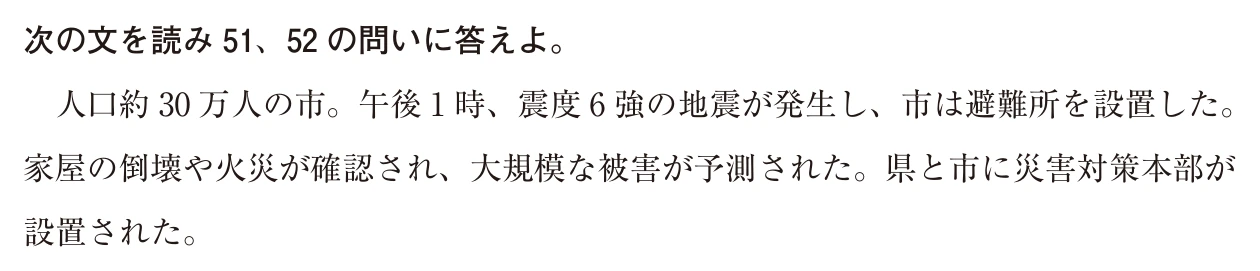 次の文を読み 51、52 の問いに答えよ。
　人口約 30 万人の市。午後 1 時、震度 6 強の地震が発生し、市は避難所を設置した。
家屋の倒壊や火災が確認され、大規模な被害が予測された。県と市に災害対策本部が
設置された。